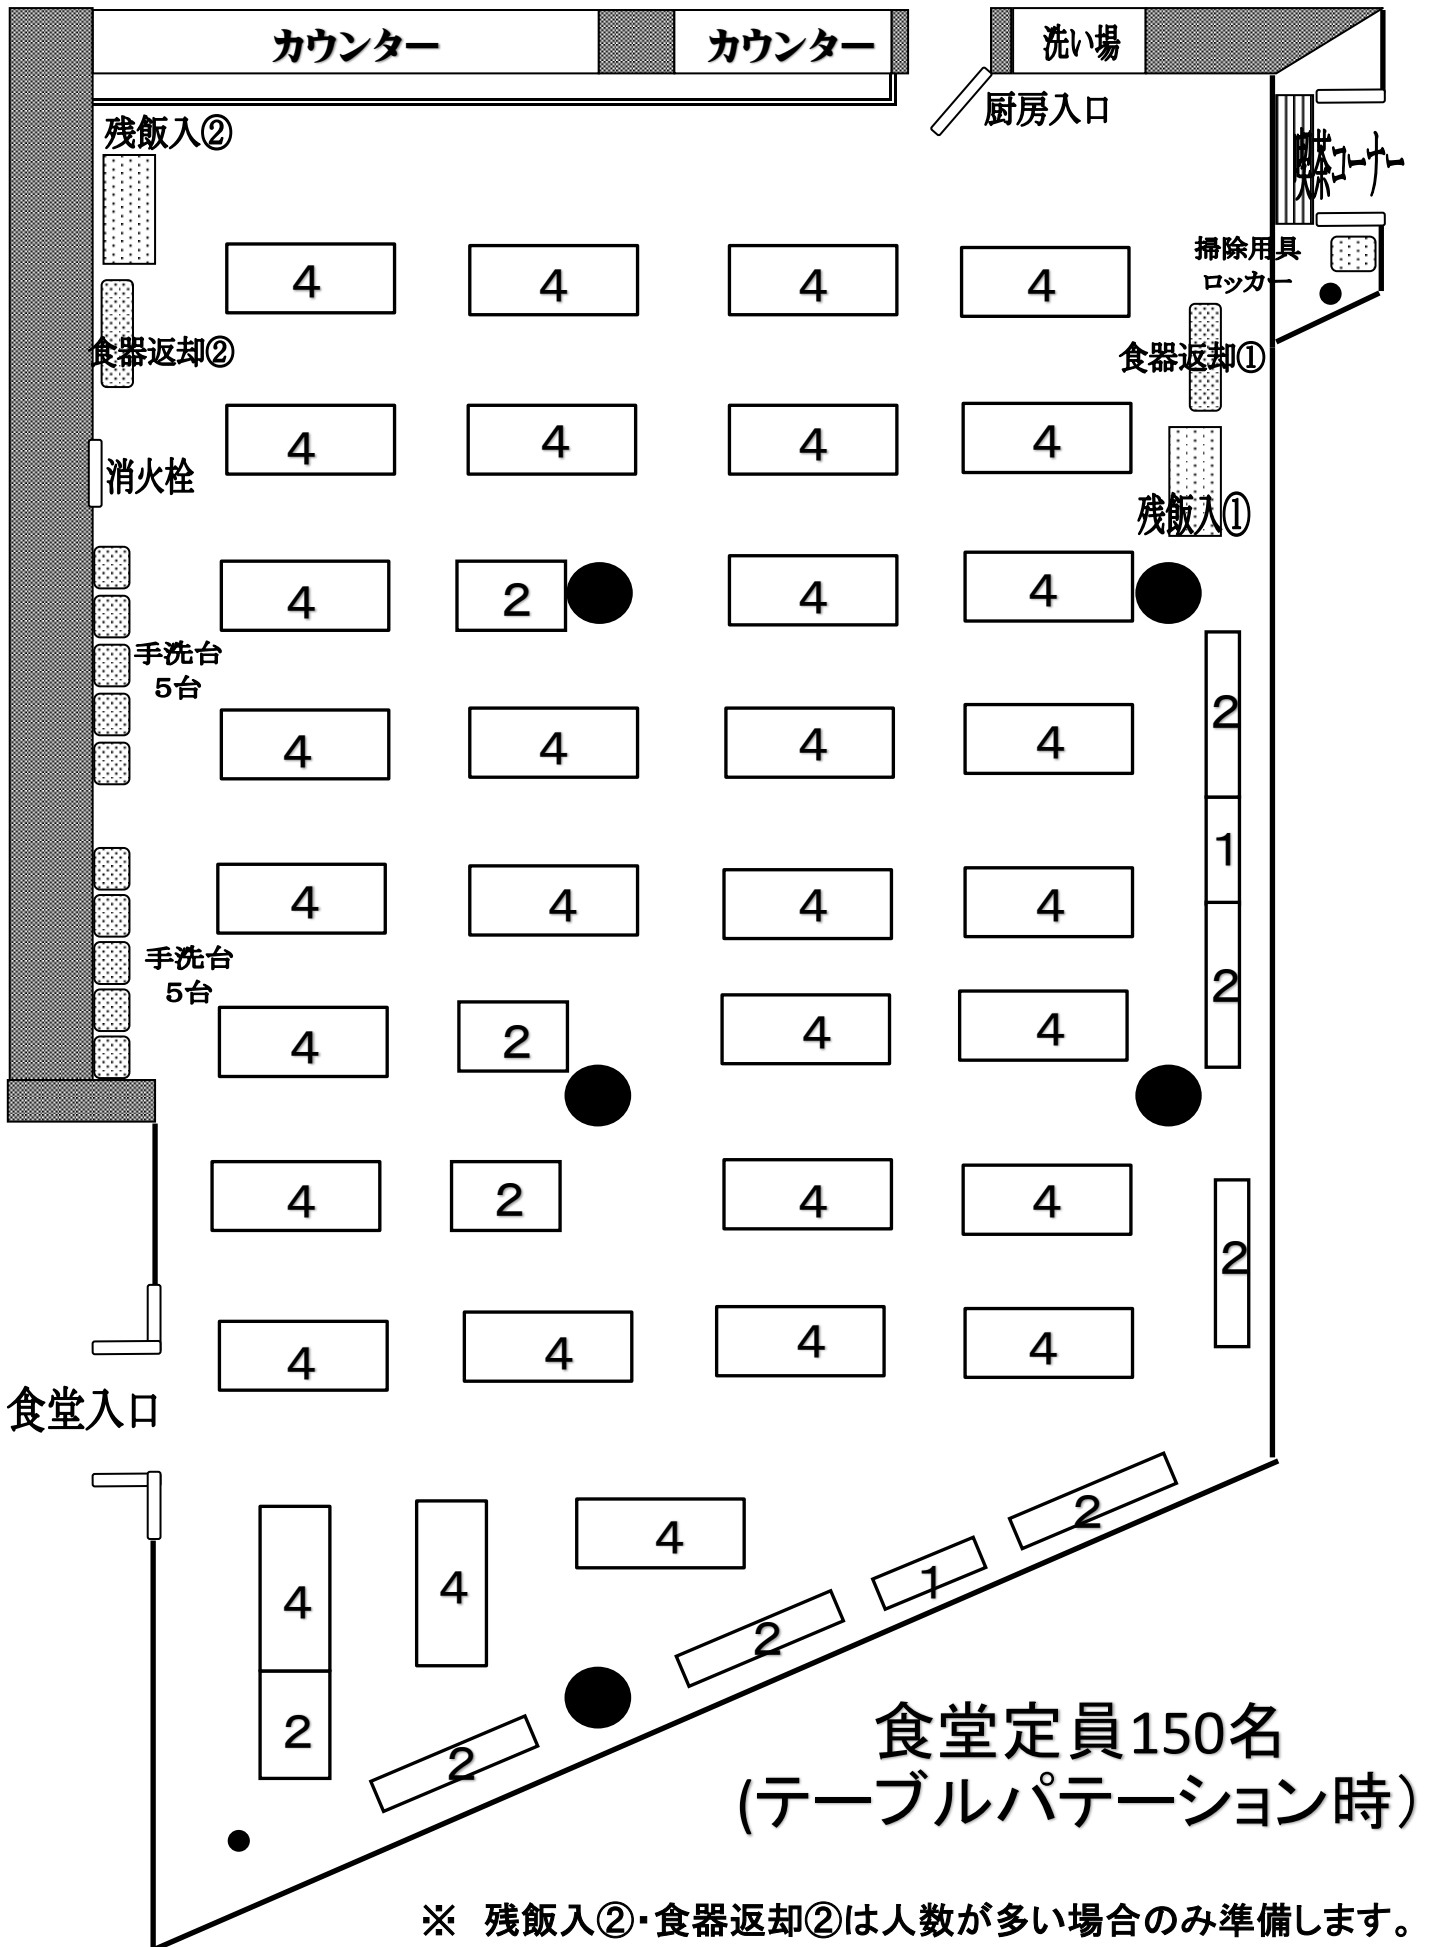 カウンター
カウンター
洗い場
厨房入口
残飯入②
喫茶コーナー
掃除用具
ロッカー
4 4 4 4
食器返却②
食器返却①
4 4 4 4
消火栓
残飯入①
4 2 4 4
手洗台
5台
2
4 4 4 4
1
4 4 4 4
手洗台
5台
2
4 2 4 4
4 2 4 4
2
4 4 4 4
食堂入口
2
4
1
4 4
2
2
2
食堂定員150名
(テーブルパテーション時）
※ 残飯入②・食器返却②は人数が多い場合のみ準備します。